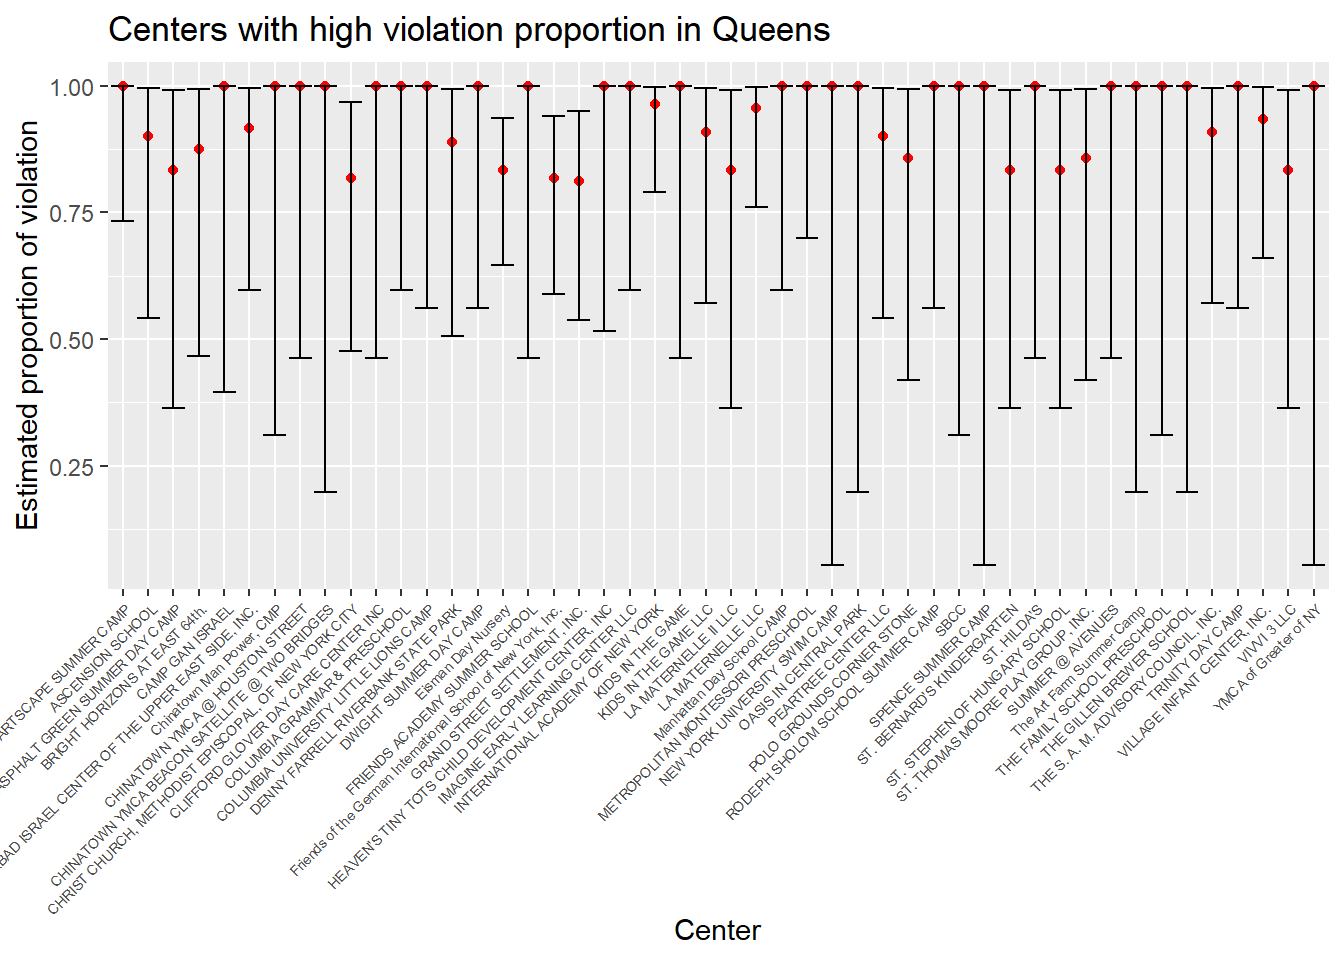 Centers with high violation proportion in Queens
Estimated proportion of violation
1.00
0.75
0.50
0.25
ARTSCAPE SUMMER CAMP
ASCENSION SCHOOL
ASPHALT GREEN SUMMER DAY CAMP
BRIGHT HORIZONS AT EAST 64th.
CAMP GAN ISRAEL
ISRAEL CENTER OF THE UPPER EAST SIDE, INC.
Chinatown Man Power, CMP
CHINATOWN YMCA @ HOUSTON STREET
CHINATOWN YMCA BEACON SATELLITE @ TWO BRIDGES
CHRIST CHURCH, METHODIST EPISCOPAL, OF NEW YORK CITY
CLIFFORD GLOVER DAY CARE CENTER INC
COLUMBIA GRAMMAR & PRESCHOOL
COLUMBIA UNIVERSITY LITTLE LIONS CAMP
DENNY FARRELL RIVERBANK STATE PARK
DWIGHT SUMMER DAY CAMP
Eisman Day Nursery
FRIENDS ACADEMY SUMMER SCHOOL
Friends of the German International School of New York, Inc.
GRAND STREET SETTLEMENT, INC.
HEAVEN'S TINY TOTS CHILD DEVELOPMENT CENTER, INC
IMAGINE EARLY LEARNING CENTER LLC
INTERNATIONAL ACADEMY OF NEW YORK
KIDS IN THE GAME
KIDS IN THE GAME LLC
LA MATERNELLE II LLC
LA MATERNELLE LLC
Manhattan Day School CAMP
METROPOLITAN MONTESSORI PRESCHOOL
NEW YORK UNIVERSITY SWIM CAMP
OASIS IN CENTRAL PARK
PEARTREE CENTER LLC
POLO GROUNDS CORNER STONE
RODEPH SHOLOM SCHOOL SUMMER CAMP
SBCC
SPENCE SUMMER CAMP
ST. BERNARD'S KINDERGARTEN
ST. HILDA'S
ST. STEPHEN OF HUNGARY SCHOOL
ST. THOMAS MOORE PLAY GROUP, INC.
SUMMER @ AVENUES
The Art Farm Summer Camp
THE FAMILY SCHOOL PRESCHOOL
THE GILLEN BREWER SCHOOL
THE S. A. M. ADVISORY COUNCIL, INC.
TRINITY DAY CAMP
VILLAGE INFANT CENTER, INC.
VIVVI 3 LLC
YMCA of Greater of NY
Center